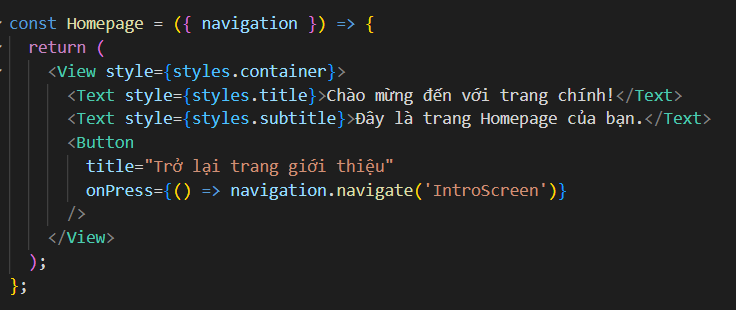 const Homepage = ({ navigation }) => {
  return (
    <View style={styles.container}>
      <Text style={styles.title}>Chào mừng đến với trang chính!</Text>
      <Text style={styles.subtitle}>Đây là trang Homepage của bạn.</Text>
      <Button
        title="Trở lại trang giới thiệu"
        onPress={() => navigation.navigate('IntroScreen')}
      />
    </View>
  );
};